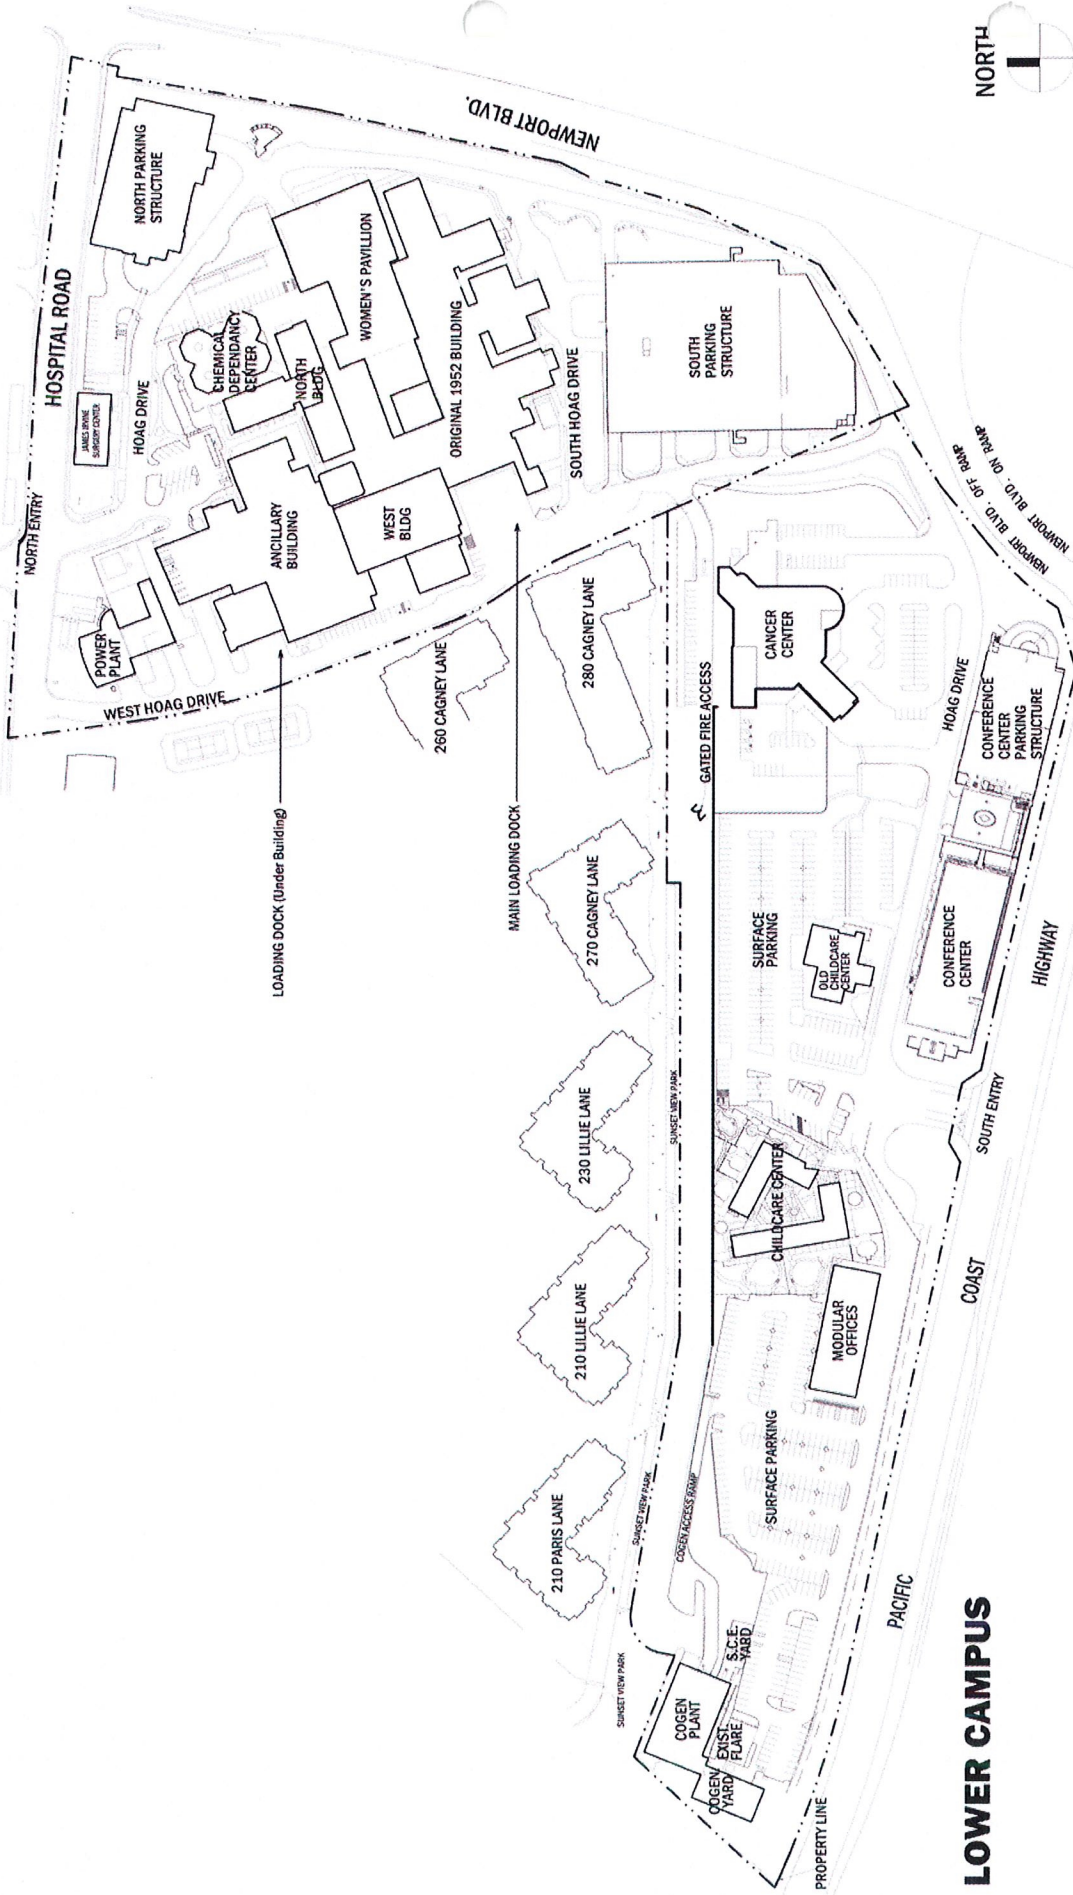 NORTH
HOSPITAL ROAD
NORTH ENTRY
NEWPORT BLVD.
NORTH PARKING
STRUCTURE
JAMES IRVINE
SURGERY CENTER
HOAG DRIVE
CHEMICAL
DEPENDANCY
CENTER
NORTH
BLDG
WOMEN'S PAVILLION
ORIGINAL 1952 BUILDING
ANCILLARY
BUILDING
WEST
BLDG
POWER
PLANT
WEST HOAG DRIVE
SOUTH HOAG DRIVE
SOUTH
PARKING
STRUCTURE
LOADING DOCK (Under Building)
MAIN LOADING DOCK
260 CAGNEY LANE
280 CAGNEY LANE
270 CAGNEY LANE
230 LILLIE LANE
210 LILLIE LANE
210 PARIS LANE
NEWPORT BLVD. OFF RAMP
NEWPORT BLVD. ON RAMP
GATED FIRE ACCESS
CANCER
CENTER
HOAG DRIVE
CONFERENCE
CENTER
PARKING
STRUCTURE
SURFACE
PARKING
OLD
CHILDCARE
CENTER
CONFERENCE
CENTER
HIGHWAY
SUNSET VIEW PARK
SOUTH ENTRY
CHILDCARE CENTER
MODULAR
OFFICES
COAST
SURFACE PARKING
SUNSET VIEW PARK
COGEN ACCESS RAMP
PACIFIC
SUNSET VIEW PARK
S.C.E.
YARD
COGEN
PLANT
EXIST.
FLARE
COGEN
YARD
PROPERTY LINE
LOWER CAMPUS